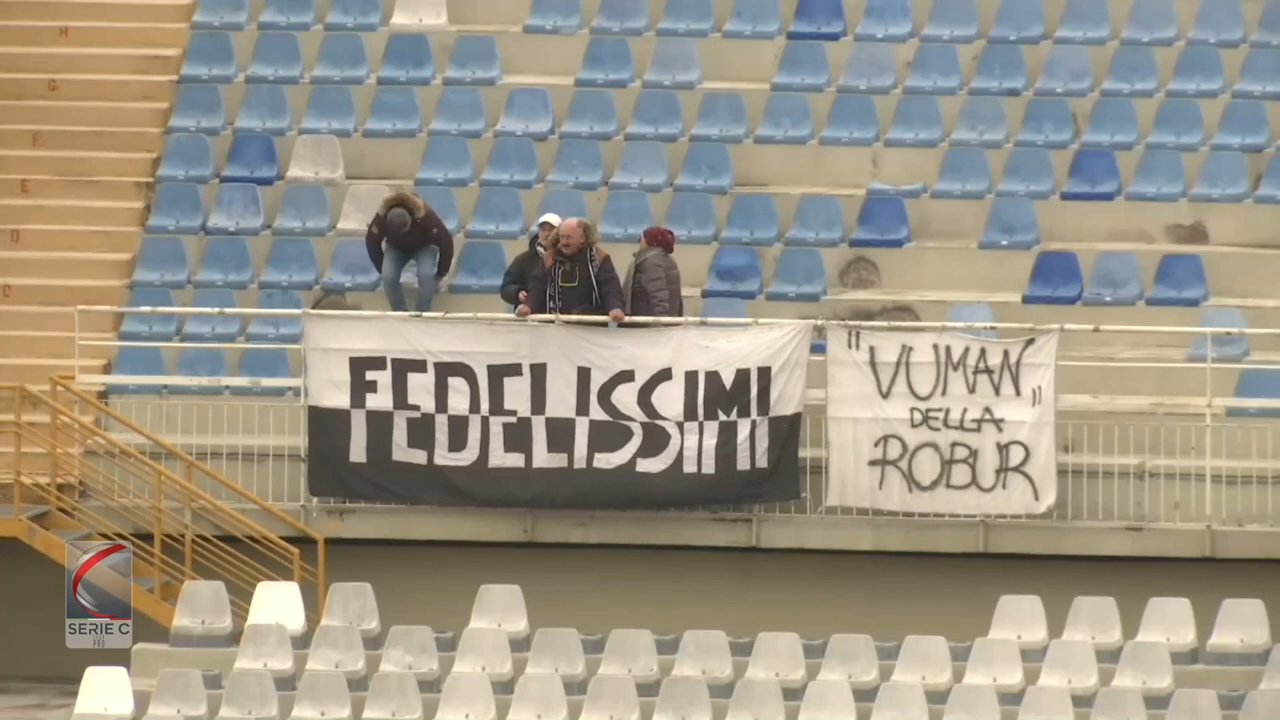 H
G
F
E
D
C
FEDELISSIMI
"VUMAN"
DELLA
ROBUR
SERIE C